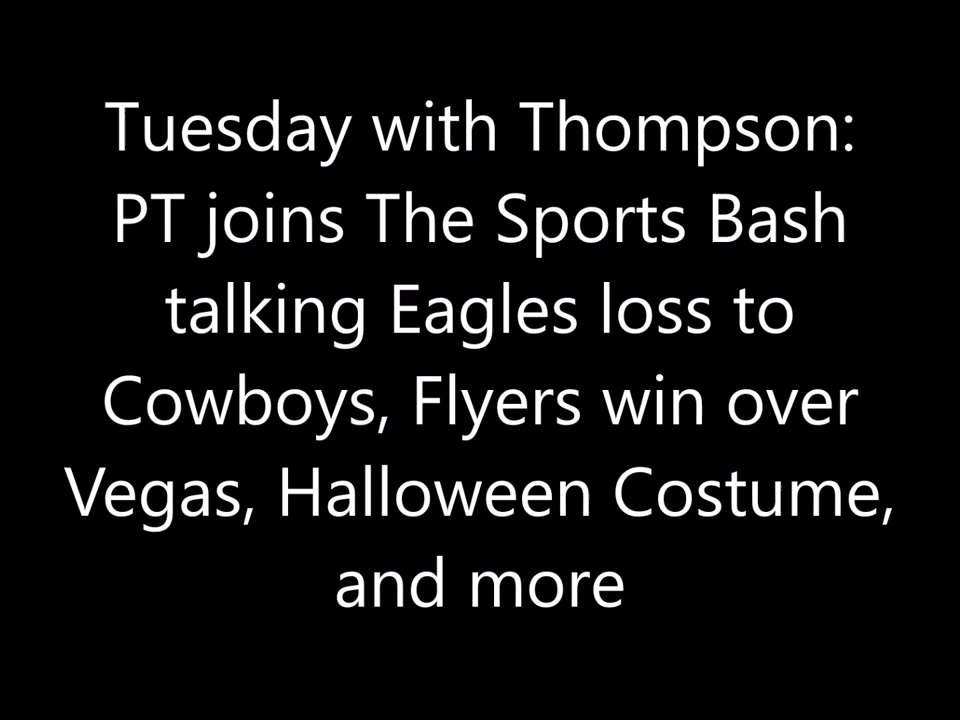 Tuesday with Thompson:
PT joins The Sports Bash
talking Eagles loss to
Cowboys, Flyers win over
Vegas, Halloween Costume,
and more